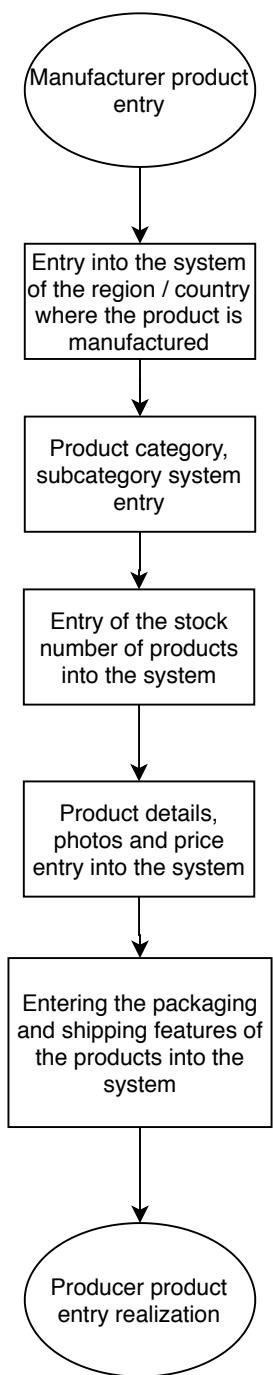 Manufacturer product
entry
Entry into the system
of the region / country
where the product is
manufactured
Product category,
subcategory system
entry
Entry of the stock
number of products
into the system
Product details,
photos and price
entry into the system
Entering the packaging
and shipping features of
the products into the
system
Producer product
entry realization